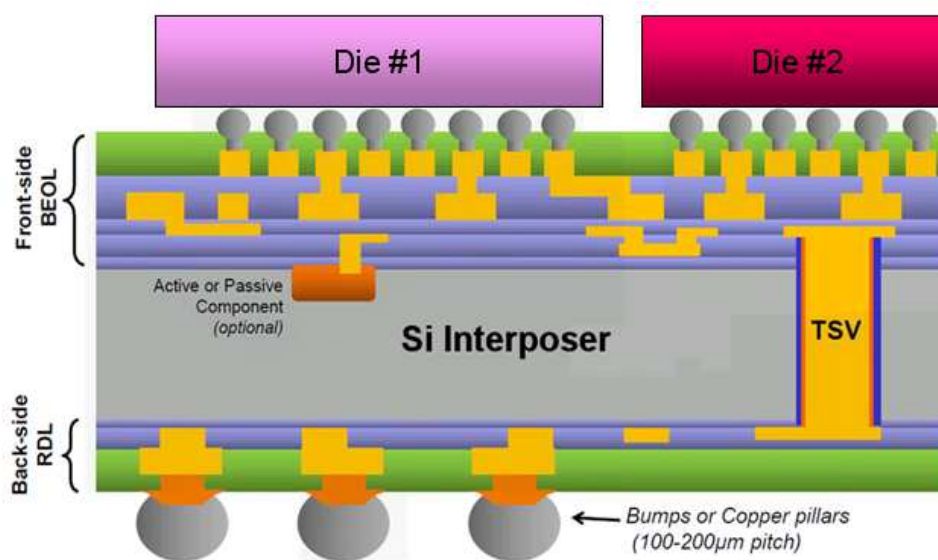 Die #1
Die #2
Front-side
BEOL
Active or Passive
Component
(optional)
Si Interposer
TSV
Back-side
RDL
Bumps or Copper pillars
(100-200µm pitch)